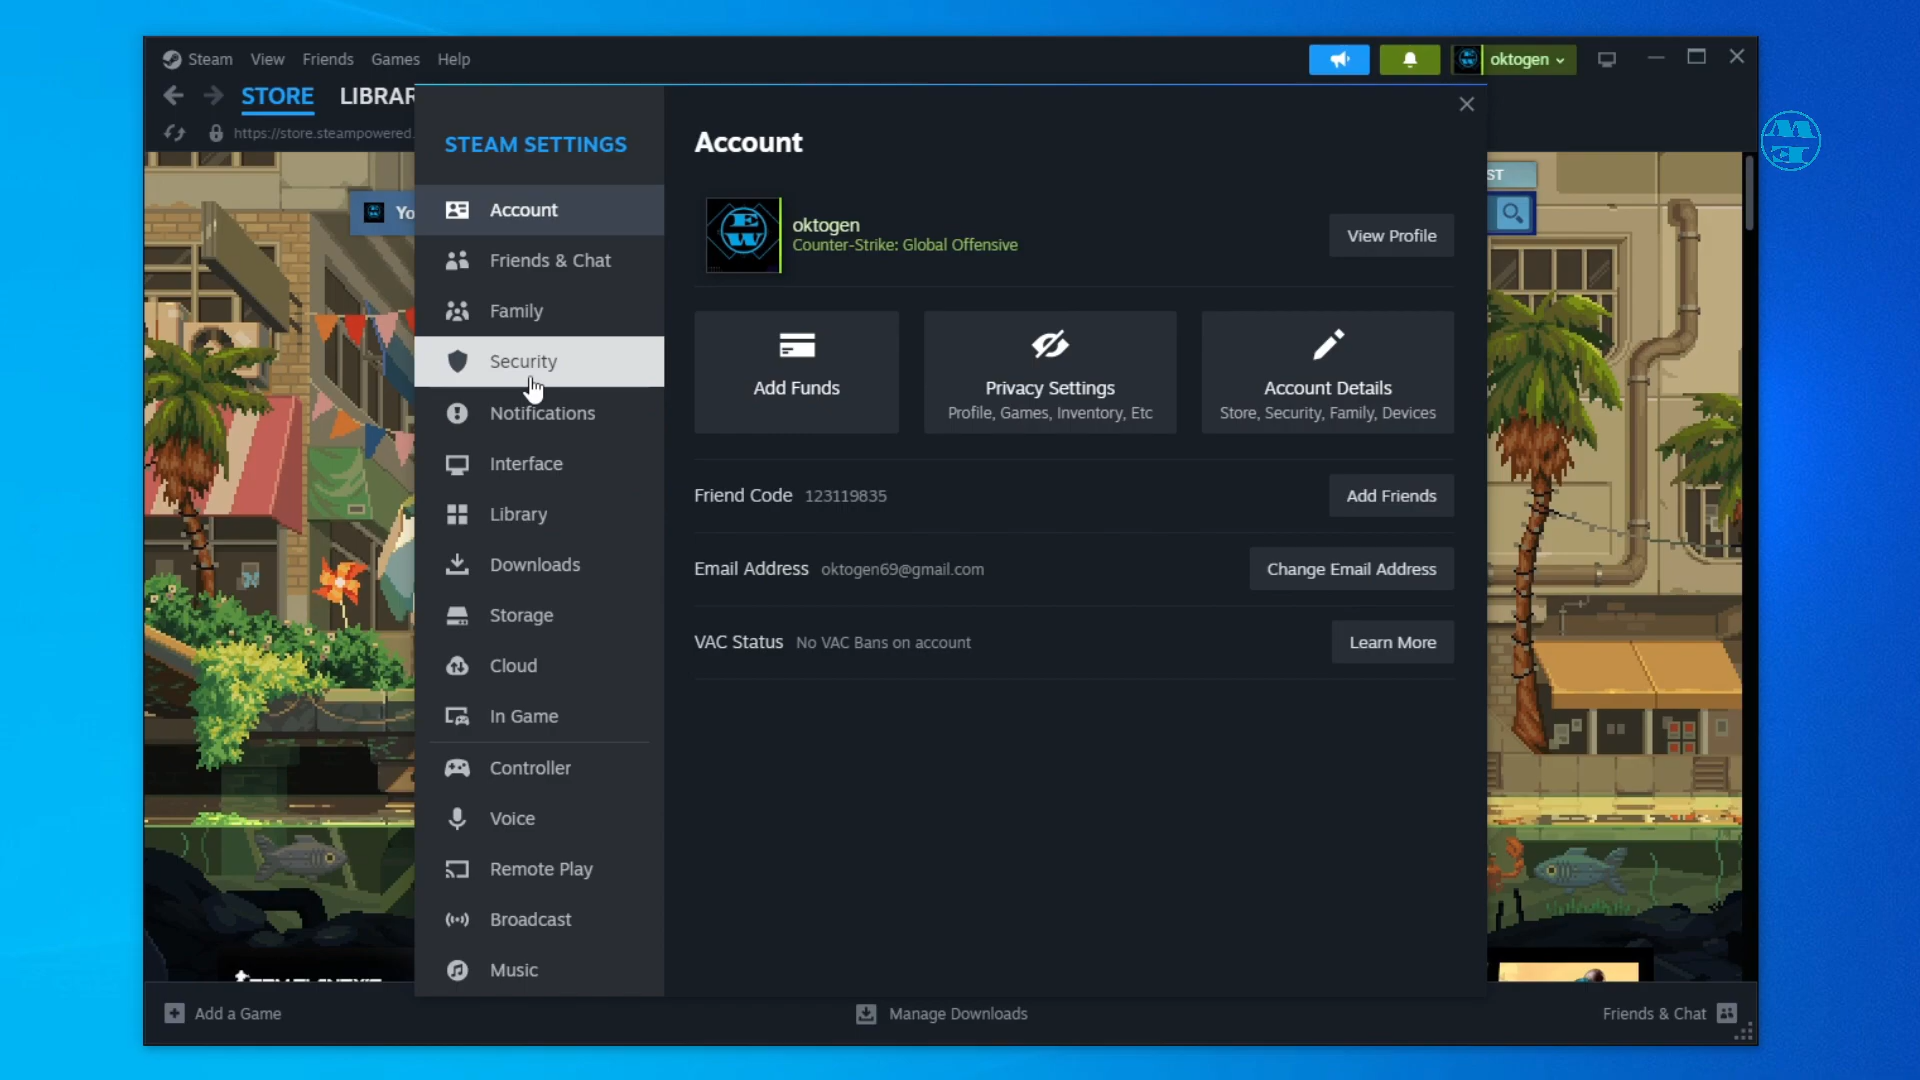 Steam View Friends Games Help
oktogen
STORE LIBRAR
https://store.steampowered.
Yo
ST
STEAM SETTINGS
Account
Friends & Chat
Family
Security
Notifications
Interface
Library
Downloads
Storage
Cloud
In Game
Controller
Voice
Remote Play
Broadcast
Music
Account
oktogen
Counter-Strike: Global Offensive
View Profile
Add Funds
Privacy Settings
Profile, Games, Inventory, Etc
Account Details
Store, Security, Family, Devices
Friend Code 123119835
Add Friends
Email Address oktogen69@gmail.com
Change Email Address
VAC Status No VAC Bans on account
Learn More
Add a Game
Manage Downloads
Friends & Chat